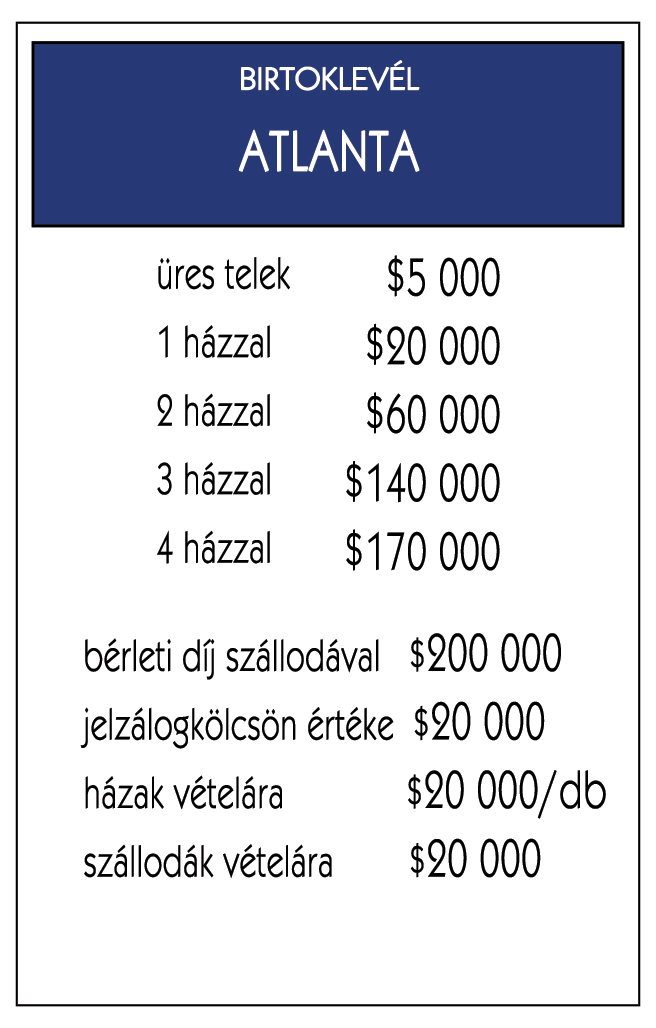 BIRTOKLEVÉL
ATLANTA
üres telek $5 000
1 házzal $20 000
2 házzal $60 000
3 házzal $140 000
4 házzal $170 000
bérleti díj szállodával $200 000
jelzálogkölcsön értéke $20 000
házak vételára $20 000/db
szállodák vételára $20 000